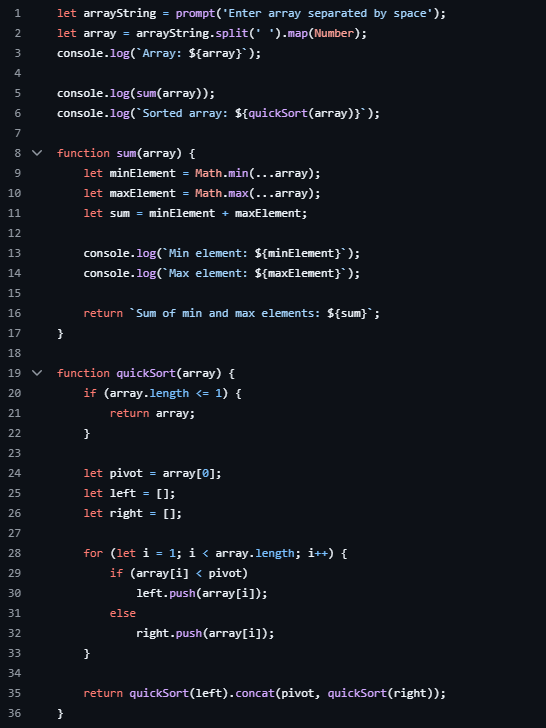 1 let arrayString = prompt('Enter array separated by space');
2 let array = arrayString.split(' ').map(Number);
3 console.log(`Array: ${array}`);
4
5 console.log(sum(array));
6 console.log(`Sorted array: ${quickSort(array)}`);
7
8 function sum(array) {
9     let minElement = Math.min(...array);
10     let maxElement = Math.max(...array);
11     let sum = minElement + maxElement;
12
13     console.log(`Min element: ${minElement}`);
14     console.log(`Max element: ${maxElement}`);
15
16     return `Sum of min and max elements: ${sum}`;
17 }
18
19 function quickSort(array) {
20     if (array.length <= 1) {
21         return array;
22     }
23
24     let pivot = array[0];
25     let left = [];
26     let right = [];
27
28     for (let i = 1; i < array.length; i++) {
29         if (array[i] < pivot)
30             left.push(array[i]);
31         else
32             right.push(array[i]);
33     }
34
35     return quickSort(left).concat(pivot, quickSort(right));
36 }